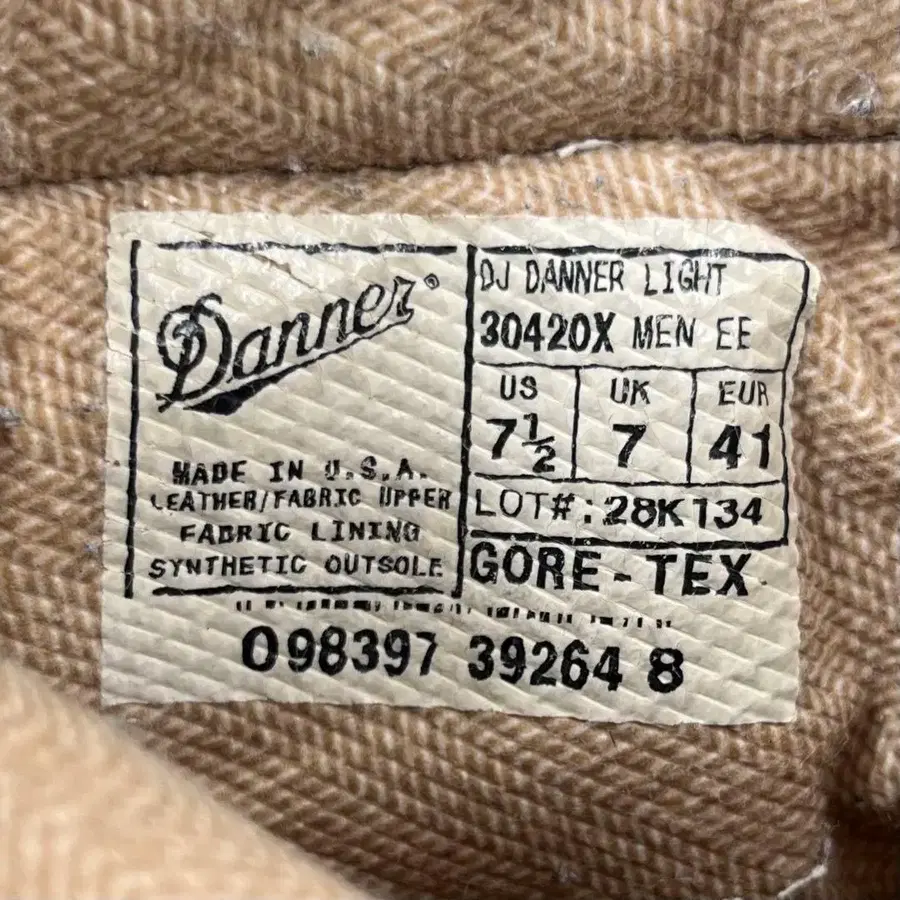 Danner®
MADE IN U.S.A.
LEATHER/FABRIC UPPER
FABRIC LINING
SYNTHETIC OUTSOLE
DJ DANNER LIGHT
30420X MEN EE
US UK EUR
7½ 7 41
LOT#:28K134
GORE-TEX
098397 39264 8